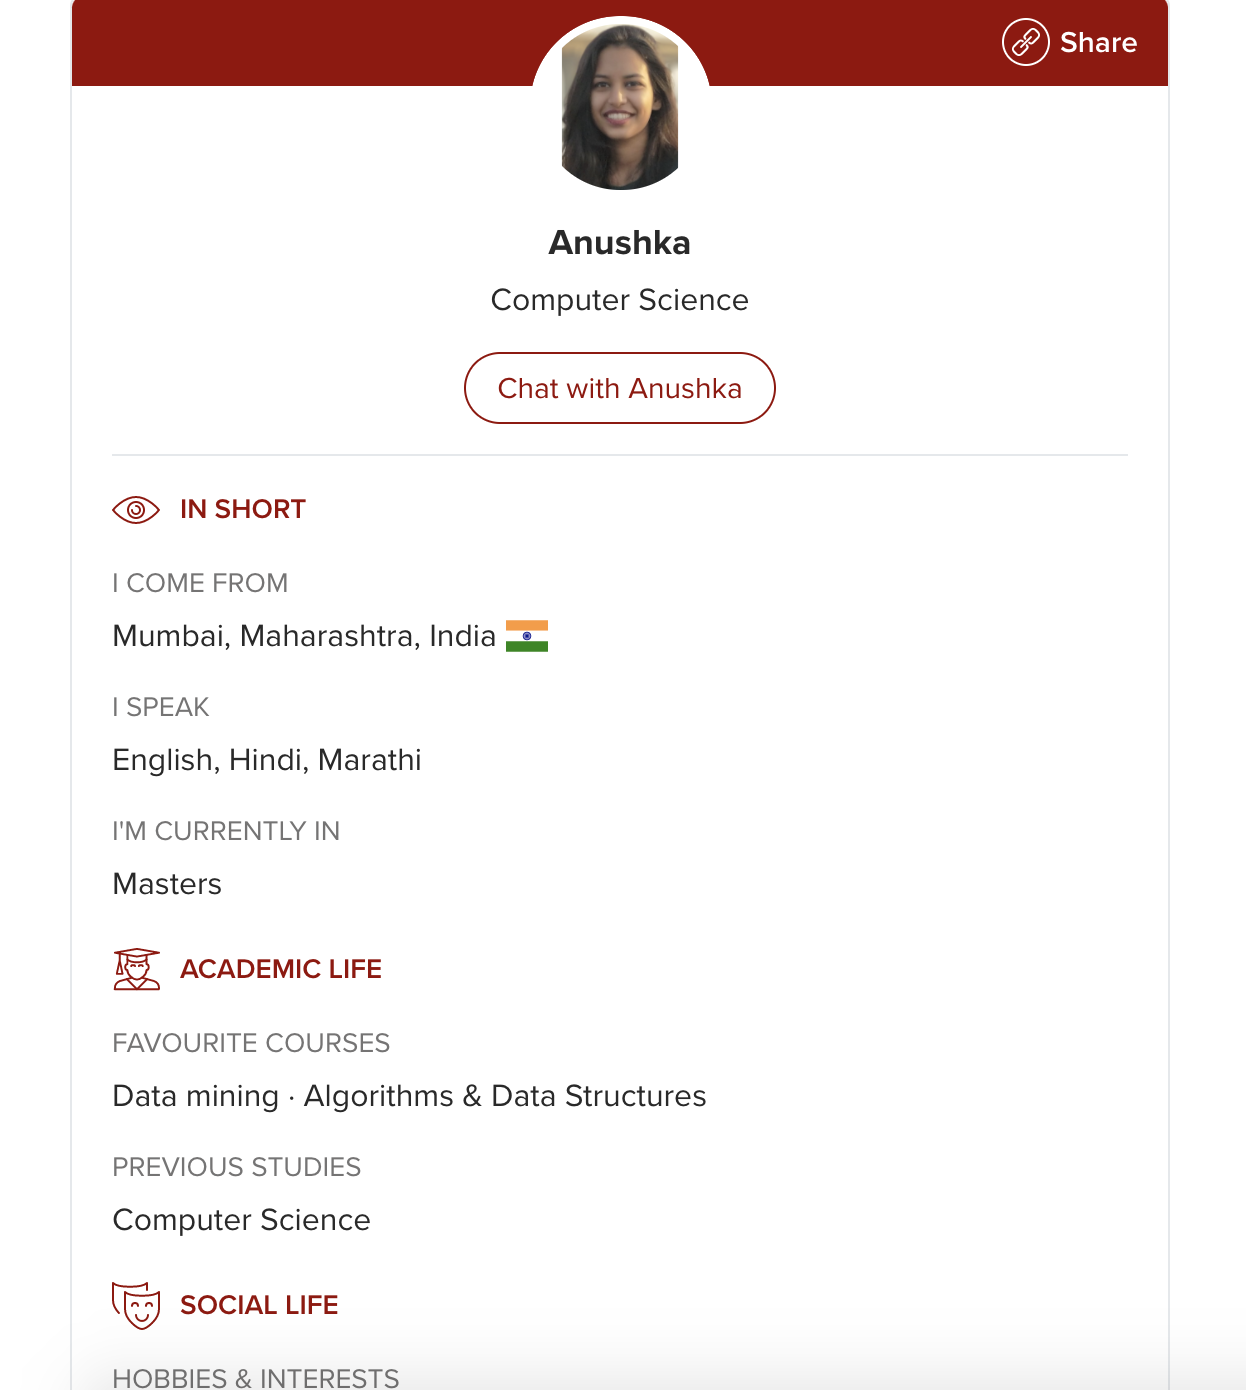 Share
Anushka
Computer Science
Chat with Anushka
IN SHORT
I COME FROM
Mumbai, Maharashtra, India
I SPEAK
English, Hindi, Marathi
I'M CURRENTLY IN
Masters
ACADEMIC LIFE
FAVOURITE COURSES
Data mining · Algorithms & Data Structures
PREVIOUS STUDIES
Computer Science
SOCIAL LIFE
HOBBIES & INTERESTS